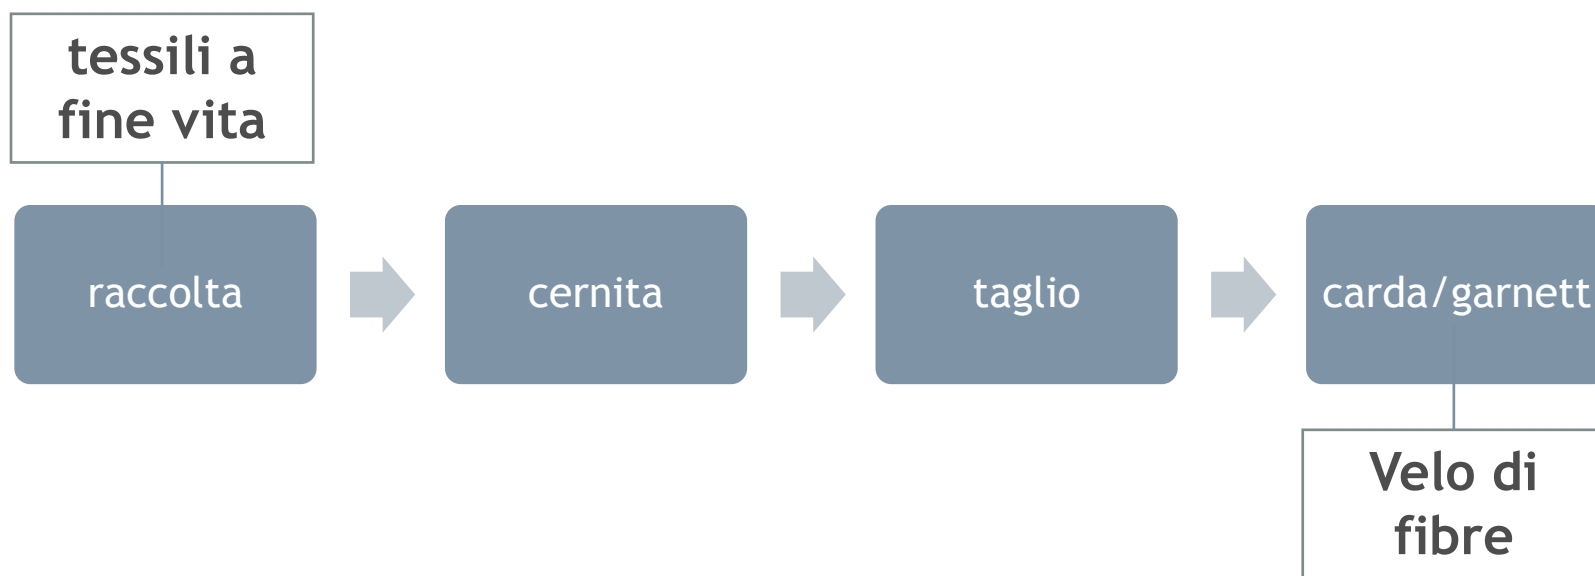 tessili a
fine vita
raccolta
cernita
taglio
carda/garnett
Velo di
fibre